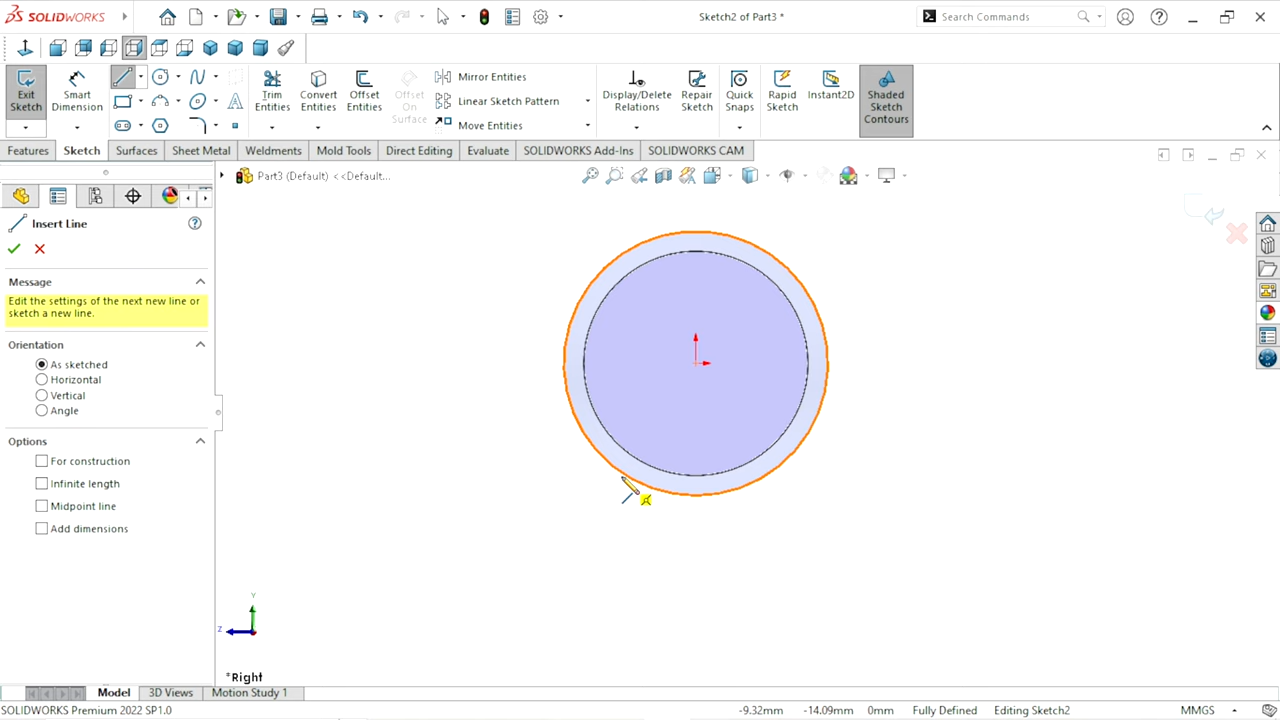 SOLIDWORKS
Sketch2 of Part3 *
Search Commands
Exit Sketch
Smart Dimension
Trim Entities
Convert Entities
Offset Entities
Offset On Surface
Mirror Entities
Linear Sketch Pattern
Move Entities
Display/Delete Relations
Repair Sketch
Quick Snaps
Rapid Sketch
Instant2D
Shaded Sketch Contours
Features
Sketch
Surfaces
Sheet Metal
Weldments
Mold Tools
Direct Editing
Evaluate
SOLIDWORKS Add-Ins
SOLIDWORKS CAM
Part3 (Default) <<Default...
Insert Line
Message
Edit the settings of the next new line or
sketch a new line.
Orientation
As sketched
Horizontal
Vertical
Angle
Options
For construction
Infinite length
Midpoint line
Add dimensions
Y
Z
*Right
Model
3D Views
Motion Study 1
SOLIDWORKS Premium 2022 SP1.0
-9.32mm
-14.09mm
0mm
Fully Defined
Editing Sketch2
MMGS